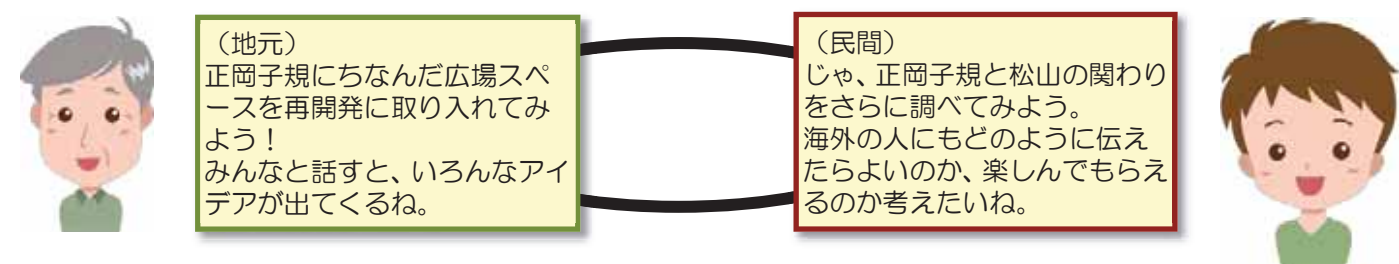 （地元）
正岡子規にちなんだ広場スペ
ースを再開発に取り入れてみ
よう！
みんなと話すと、いろんなアイ
デアが出てくるね。
（民間）
じゃ、正岡子規と松山の関わり
をさらに調べてみよう。
海外の人にもどのように伝え
たらよいのか、楽しんでもらえ
るのか考えたいね。